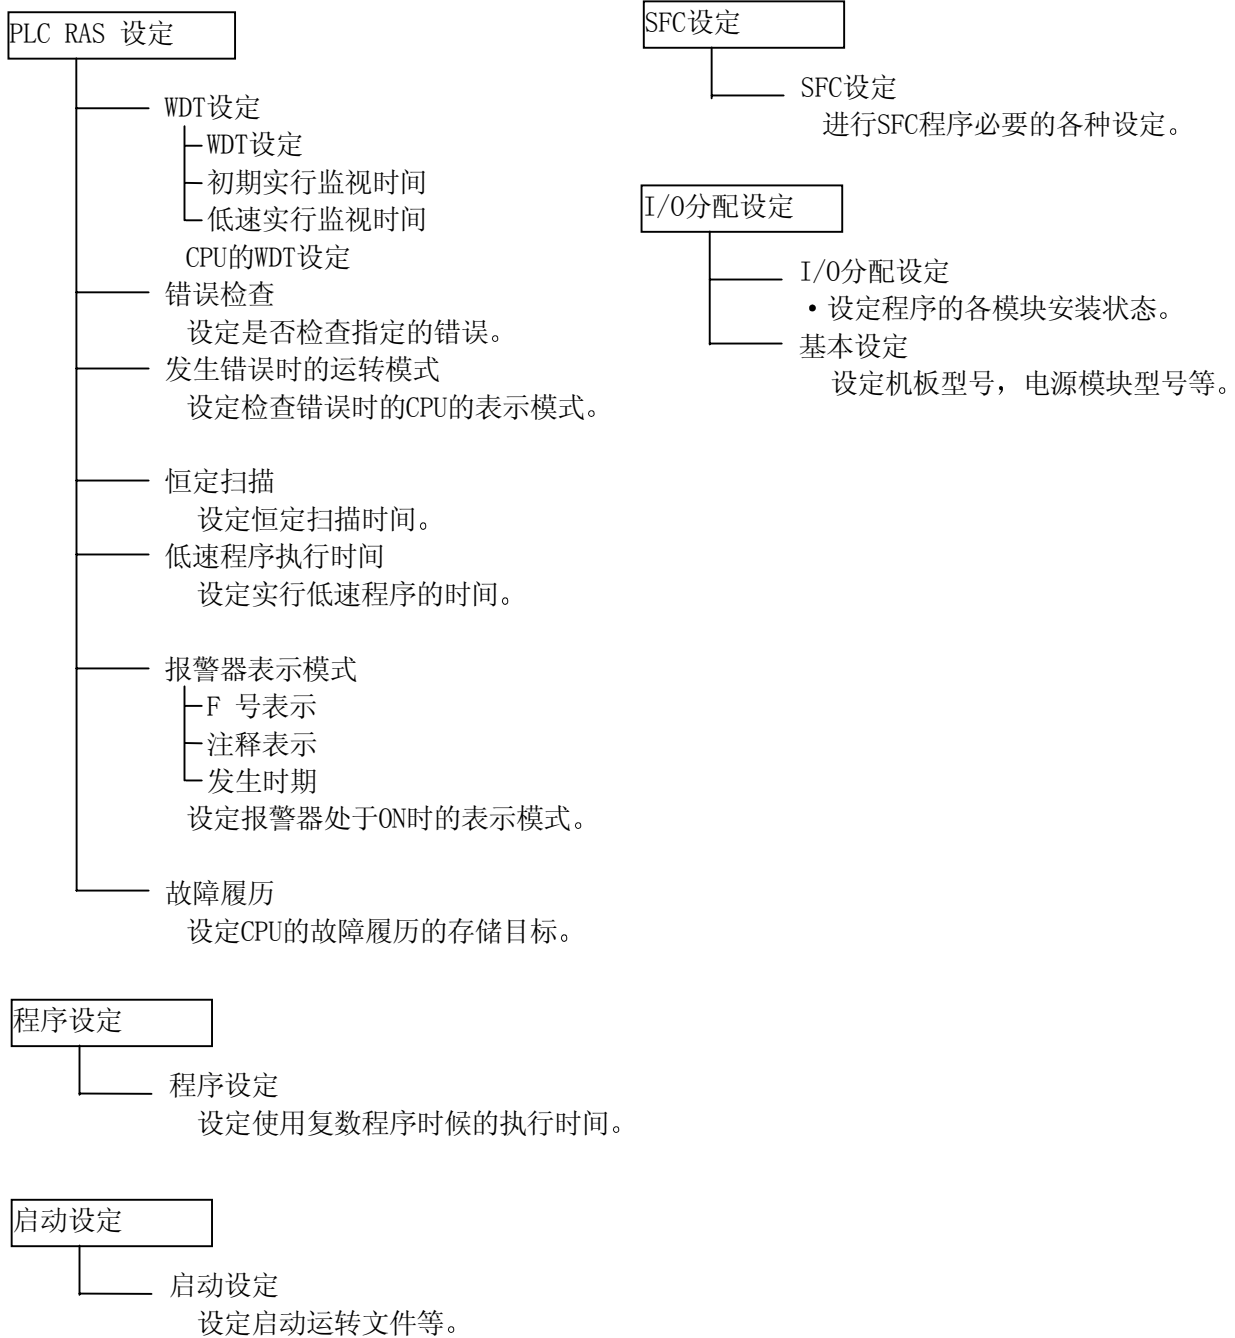 PLC RAS 设定
WDT设定
WDT设定
初期实行监视时间
低速实行监视时间
CPU的WDT设定
错误检查
设定是否检查指定的错误。
发生错误时的运转模式
设定检查错误时的CPU的表示模式。
恒定扫描
设定恒定扫描时间。
低速程序执行时间
设定实行低速程序的时间。
报警器表示模式
F 号表示
注释表示
发生时期
设定报警器处于ON时的表示模式。
故障履历
设定CPU的故障履历的存储目标。
程序设定
程序设定
设定使用复数程序时候的执行时间。
启动设定
启动设定
设定启动运转文件等。
SFC设定
SFC设定
进行SFC程序必要的各种设定。
I/O分配设定
I/O分配设定
·设定程序的各模块安装状态。
基本设定
设定机板型号，电源模块型号等。